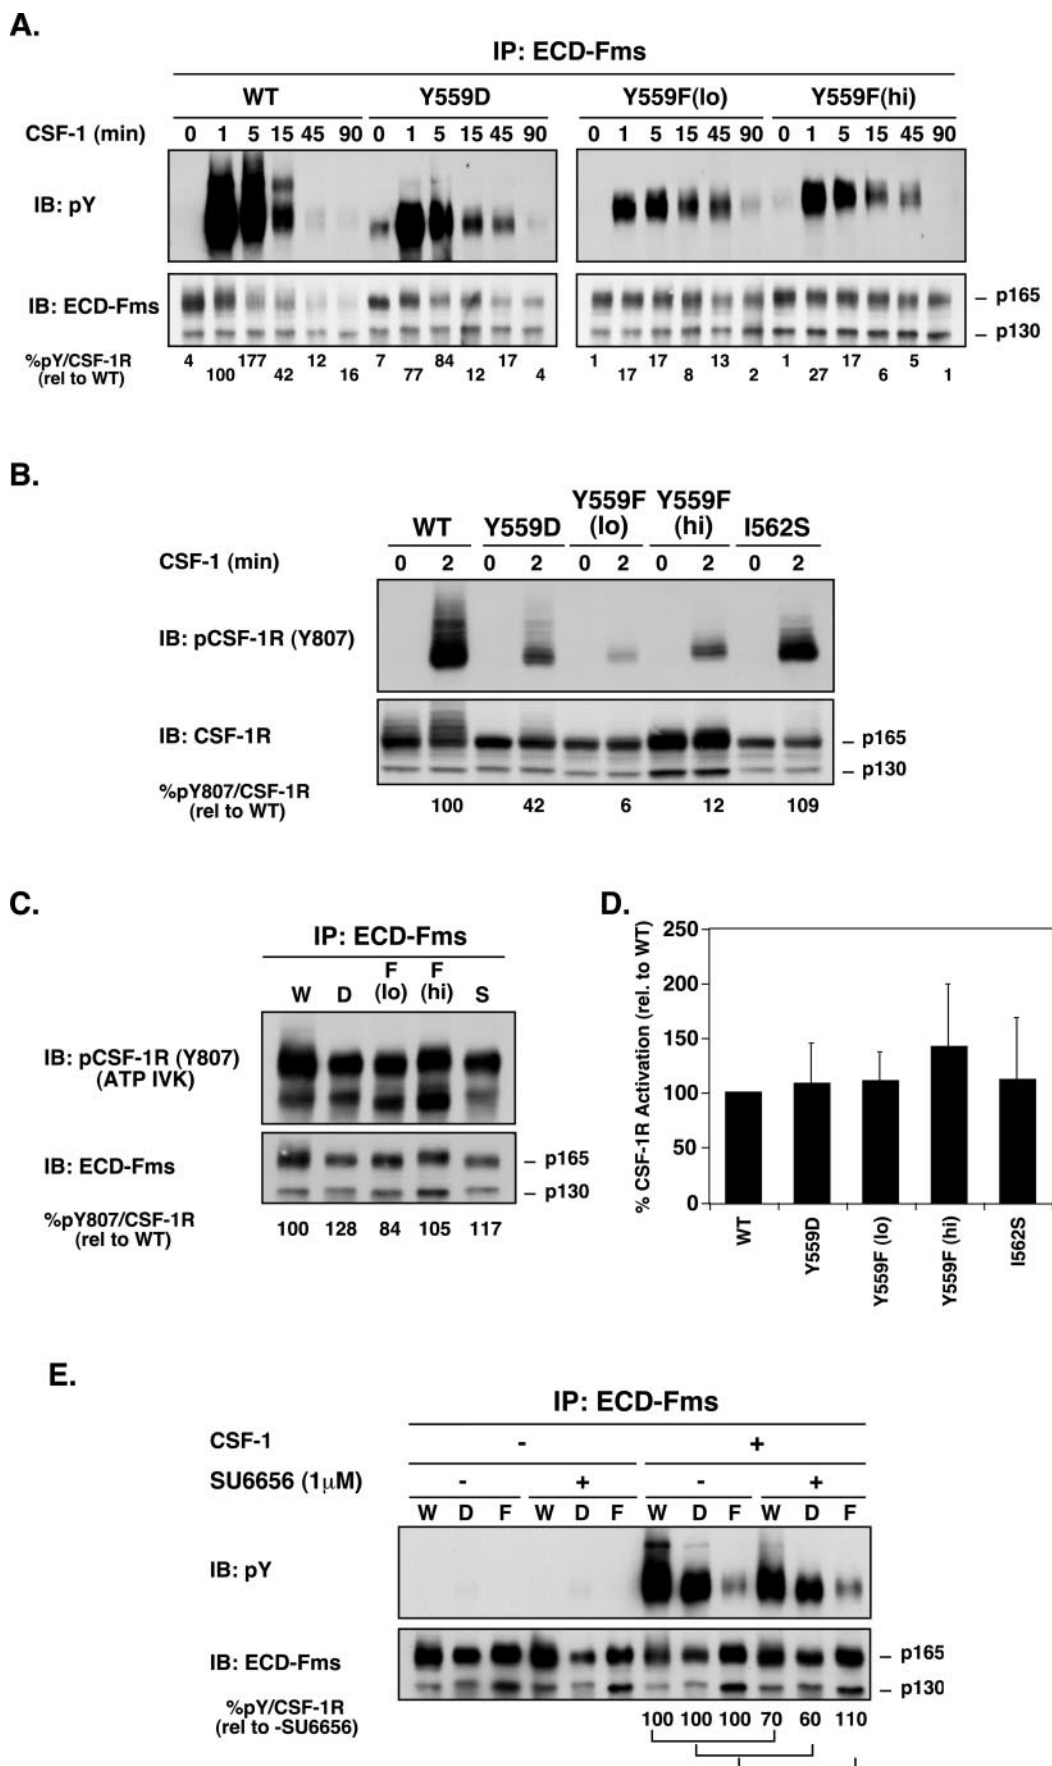 A.
IP: ECD-Fms
WT Y559D Y559F(lo) Y559F(hi)
CSF-1 (min) 0 1 5 15 45 90 0 1 5 15 45 90 0 1 5 15 45 90 0 1 5 15 45 90
IB: pY
IB: ECD-Fms
p165
p130
%pY/CSF-1R 4 177 12 7 84 17 1 17 13 1 17 5
(rel to WT) 100 42 16 77 12 4 17 8 2 27 6 1
B.
Y559F Y559F
WT Y559D (lo) (hi) I562S
CSF-1 (min) 0 2 0 2 0 2 0 2 0 2
IB: pCSF-1R (Y807)
IB: CSF-1R
p165
p130
%pY807/CSF-1R
(rel to WT) 100 42 6 12 109
C.
IP: ECD-Fms
F F
W D (lo) (hi) S
IB: pCSF-1R (Y807)
(ATP IVK)
IB: ECD-Fms
p165
p130
%pY807/CSF-1R 100 128 84 105 117
(rel to WT)
D.
% CSF-1R Activation (rel. to WT)
250
200
150
100
50
0
WT Y559D Y559F (lo) Y559F (hi) I562S
E.
IP: ECD-Fms
CSF-1 - +
SU6656 (1μM) - + - +
W D F W D F W D F W D F
IB: pY
IB: ECD-Fms
p165
p130
%pY/CSF-1R
(rel to -SU6656) 100 100 100 70 60 110